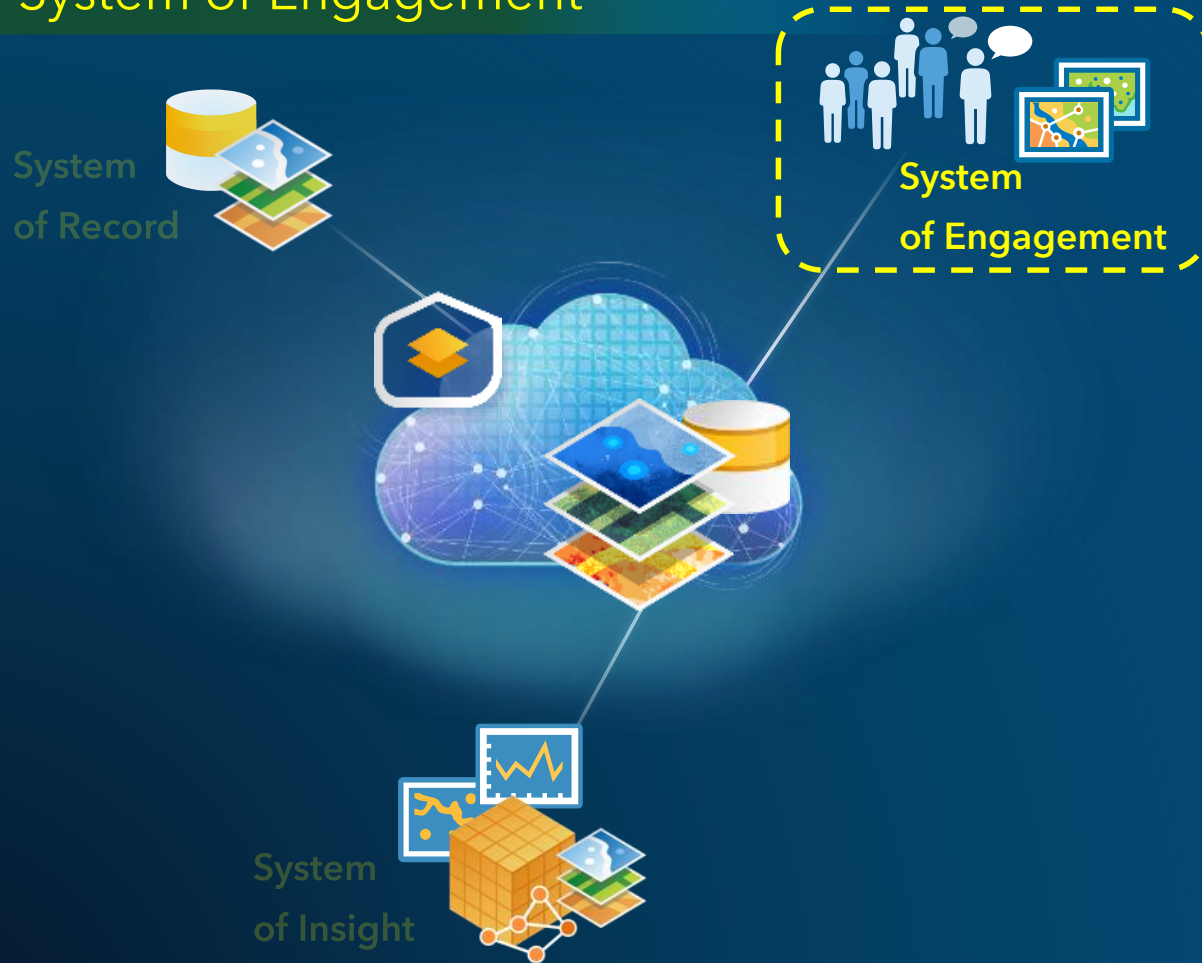 System of Engagement
System
of Record
System
of Engagement
System
of Insight